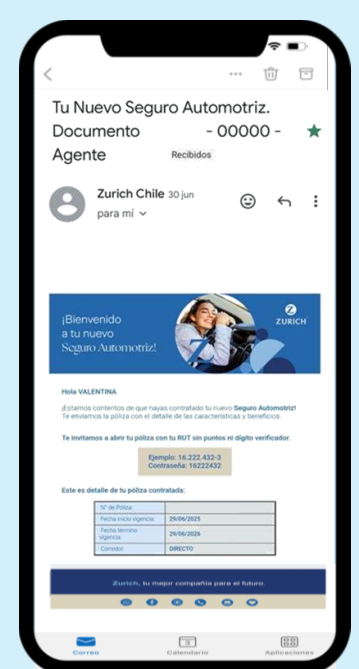 Tu Nuevo Seguro Automotriz.
Documento - 00000 -
Agente Recibidos
Zurich Chile 30 jun
para mí
¡Bienvenido
a tu nuevo
Seguro Automotriz!
ZURICH
Hola VALENTINA
¡Estamos contentos de que hayas contratado tu nuevo Seguro Automotriz!
Te enviamos la póliza con el detalle de las características y beneficios.
Te invitamos a abrir tu póliza con tu RUT sin puntos ni dígito verificador.
Ejemplo: 16.222.432-3
Contraseña: 16222432
Este es detalle de tu póliza contratada:
N° de Póliza:
Fecha inicio vigencia: 29/06/2025
Fecha término
vigencia: 29/06/2026
Corredor: DIRECTO
Zurich, tu mejor compañía para el futuro.
Correo Calendario Aplicaciones